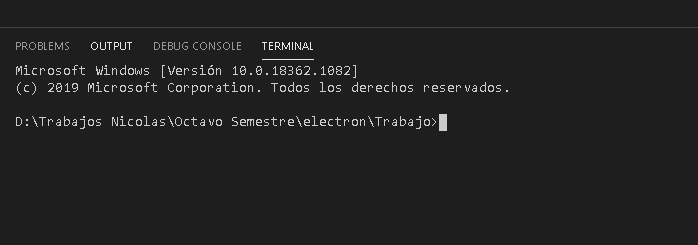 PROBLEMS OUTPUT DEBUG CONSOLE TERMINAL
Microsoft Windows [Versión 10.0.18362.1082]
(c) 2019 Microsoft Corporation. Todos los derechos reservados.
D:\Trabajos Nicolas\Octavo Semestre\electron\Trabajo>